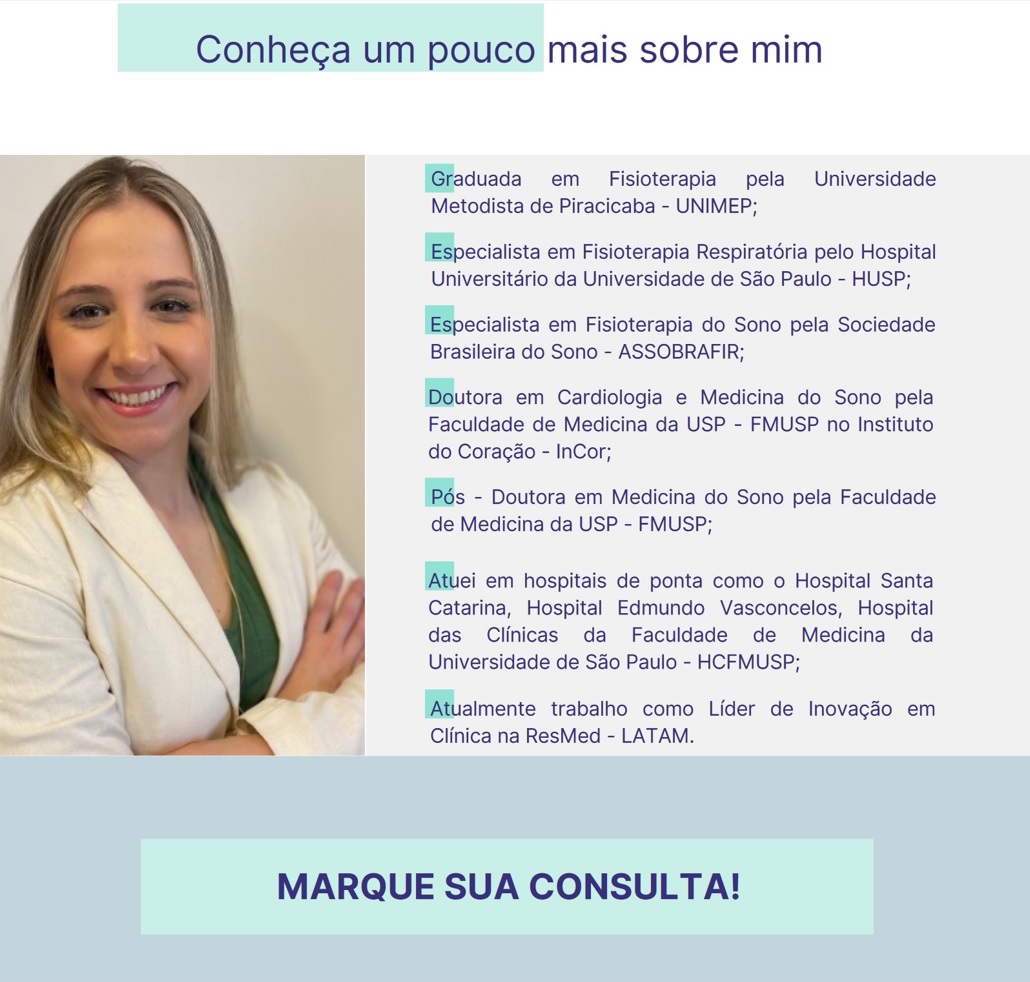 Conheça um pouco mais sobre mim
Graduada em Fisioterapia pela Universidade
Metodista de Piracicaba - UNIMEP;
Especialista em Fisioterapia Respiratória pelo Hospital
Universitário da Universidade de São Paulo - HUSP;
Especialista em Fisioterapia do Sono pela Sociedade
Brasileira do Sono - ASSOBRAFIR;
Doutora em Cardiologia e Medicina do Sono pela
Faculdade de Medicina da USP - FMUSP no Instituto
do Coração - InCor;
Pós - Doutora em Medicina do Sono pela Faculdade
de Medicina da USP - FMUSP;
Atuei em hospitais de ponta como o Hospital Santa
Catarina, Hospital Edmundo Vasconcelos, Hospital
das Clínicas da Faculdade de Medicina da
Universidade de São Paulo - HCFMUSP;
Atualmente trabalho como Líder de Inovação em
Clínica na ResMed - LATAM.
MARQUE SUA CONSULTA!